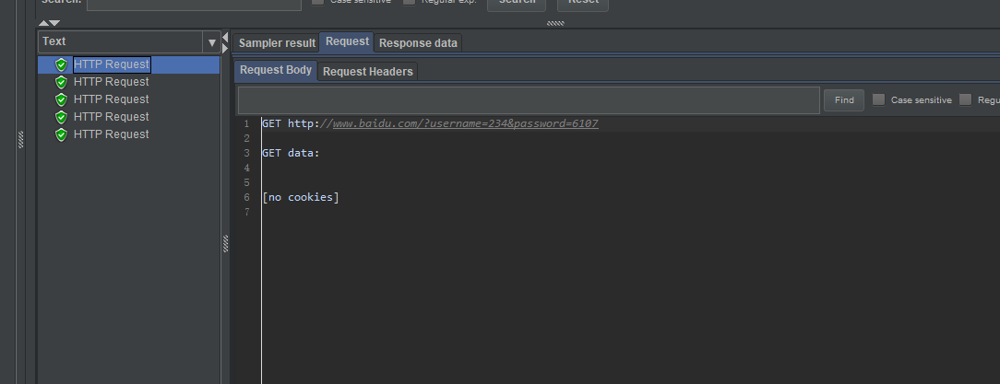 Search:
Case sensitive
Regular exp.
Search
Reset
Text
HTTP Request
HTTP Request
HTTP Request
HTTP Request
HTTP Request
Sampler result
Request
Response data
Request Body
Request Headers
Find
Case sensitive
Regu
1 GET http://www.baidu.com/?username=234&password=6107
2
3 GET data:
4
5
6 [no cookies]
7